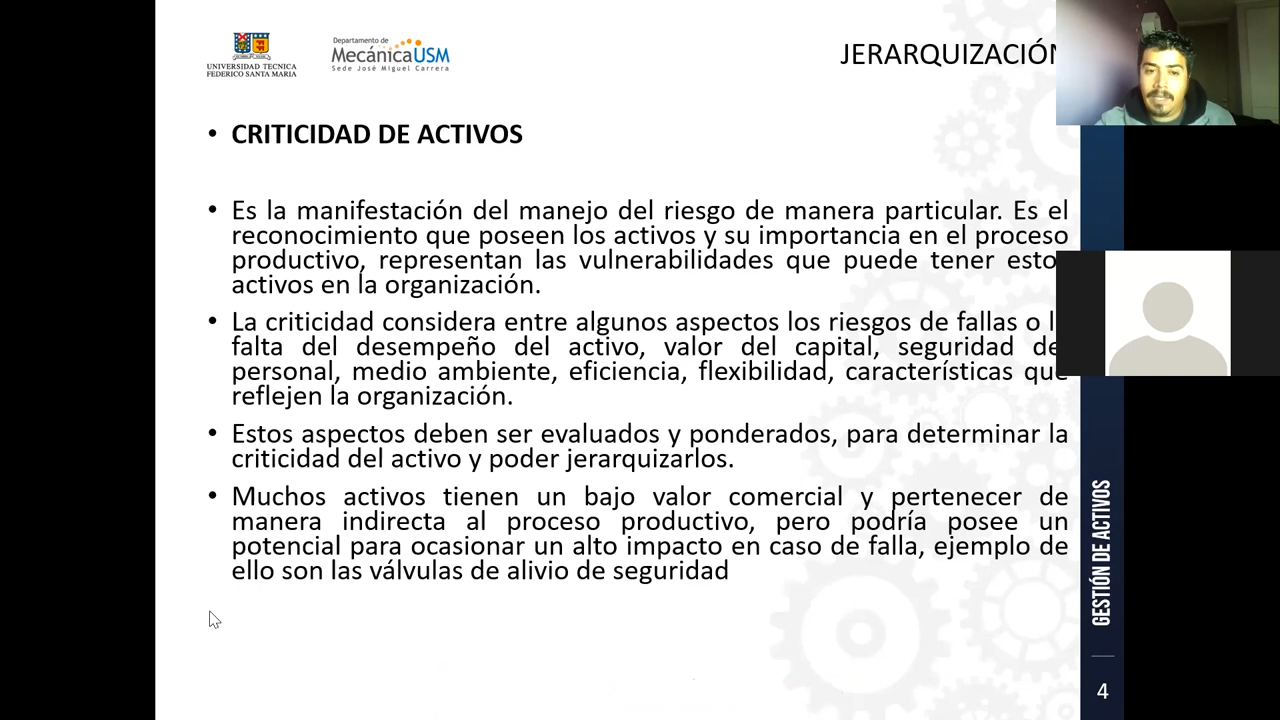 UNIVERSIDAD TECNICA
FEDERICO SANTA MARIA
Departamento de
MecánicaUSM
Sede José Miguel Carrera
JERARQUIZACIÓN
• CRITICIDAD DE ACTIVOS
• Es la manifestación del manejo del riesgo de manera particular. Es el
reconocimiento que poseen los activos y su importancia en el proceso
productivo, representan las vulnerabilidades que puede tener esto
activos en la organización.
• La criticidad considera entre algunos aspectos los riesgos de fallas o l
falta del desempeño del activo, valor del capital, seguridad de
personal, medio ambiente, eficiencia, flexibilidad, características que
reflejen la organización.
• Estos aspectos deben ser evaluados y ponderados, para determinar la
criticidad del activo y poder jerarquizarlos.
• Muchos activos tienen un bajo valor comercial y pertenecer de
manera indirecta al proceso productivo, pero podría posee un
potencial para ocasionar un alto impacto en caso de falla, ejemplo de
ello son las válvulas de alivio de seguridad
GESTIÓN DE ACTIVOS
4